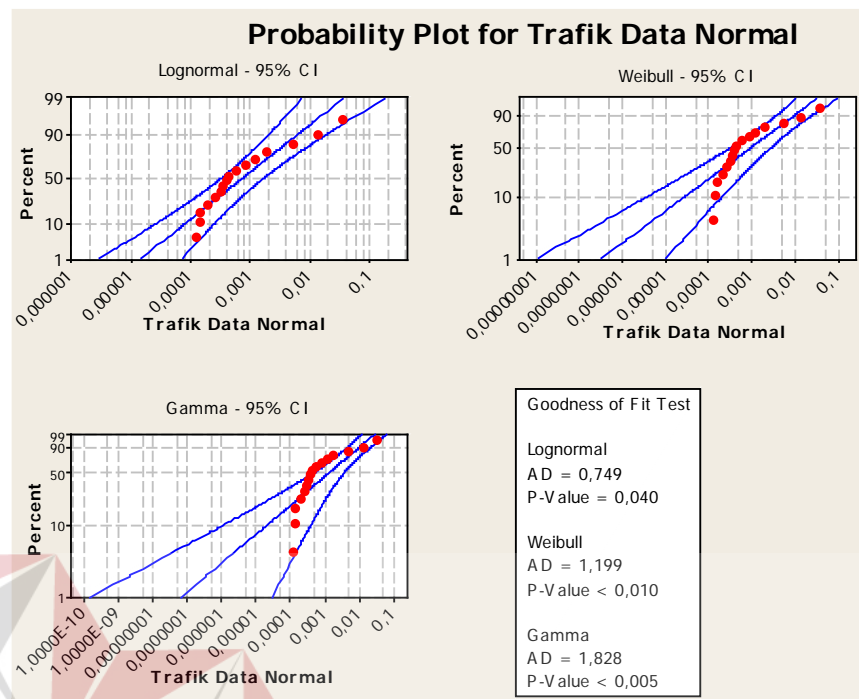 Probability Plot for Trafik Data Normal
Lognormal - 95% CI
Percent
99
90
50
10
1
0,000001
0,00001
0,0001
0,001
0,01
0,1
Trafik Data Normal
Weibull - 95% CI
Percent
90
50
10
1
0,00000001
0,0000001
0,000001
0,00001
0,0001
0,001
0,01
0,1
Trafik Data Normal
Gamma - 95% CI
Percent
99
90
50
10
1
1,0000E-10
1,0000E-09
0,00000001
0,0000001
0,000001
0,00001
0,0001
0,001
0,01
0,1
Trafik Data Normal
Goodness of Fit Test
Lognormal
AD = 0,749
P-Value = 0,040
Weibull
AD = 1,199
P-Value < 0,010
Gamma
AD = 1,828
P-Value < 0,005